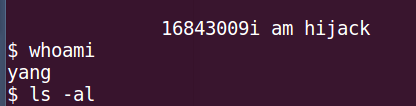 16843009i am hijack
$ whoami
yang
$ ls -al